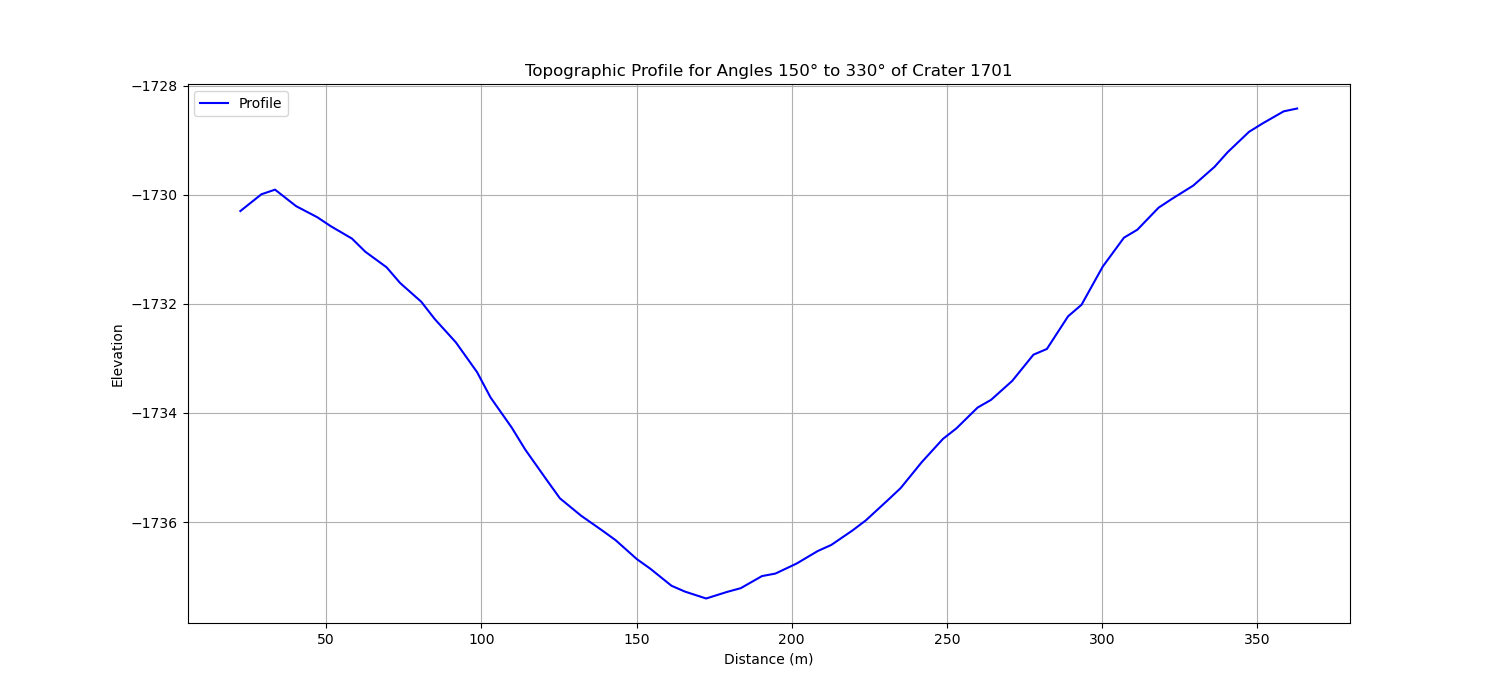 Topographic Profile for Angles 150° to 330° of Crater 1701
Profile
−1728
−1730
−1732
−1734
−1736
Elevation
50 100 150 200 250 300 350
Distance (m)